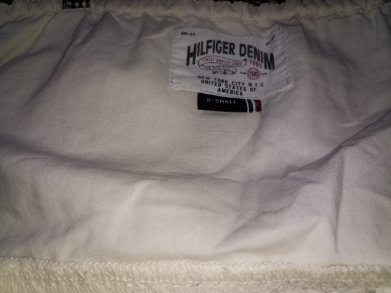 HILFIGER DENIM
1985
NEW YORK CITY N.Y.C
UNITED STATES OF
AMERICA
X-SMALL